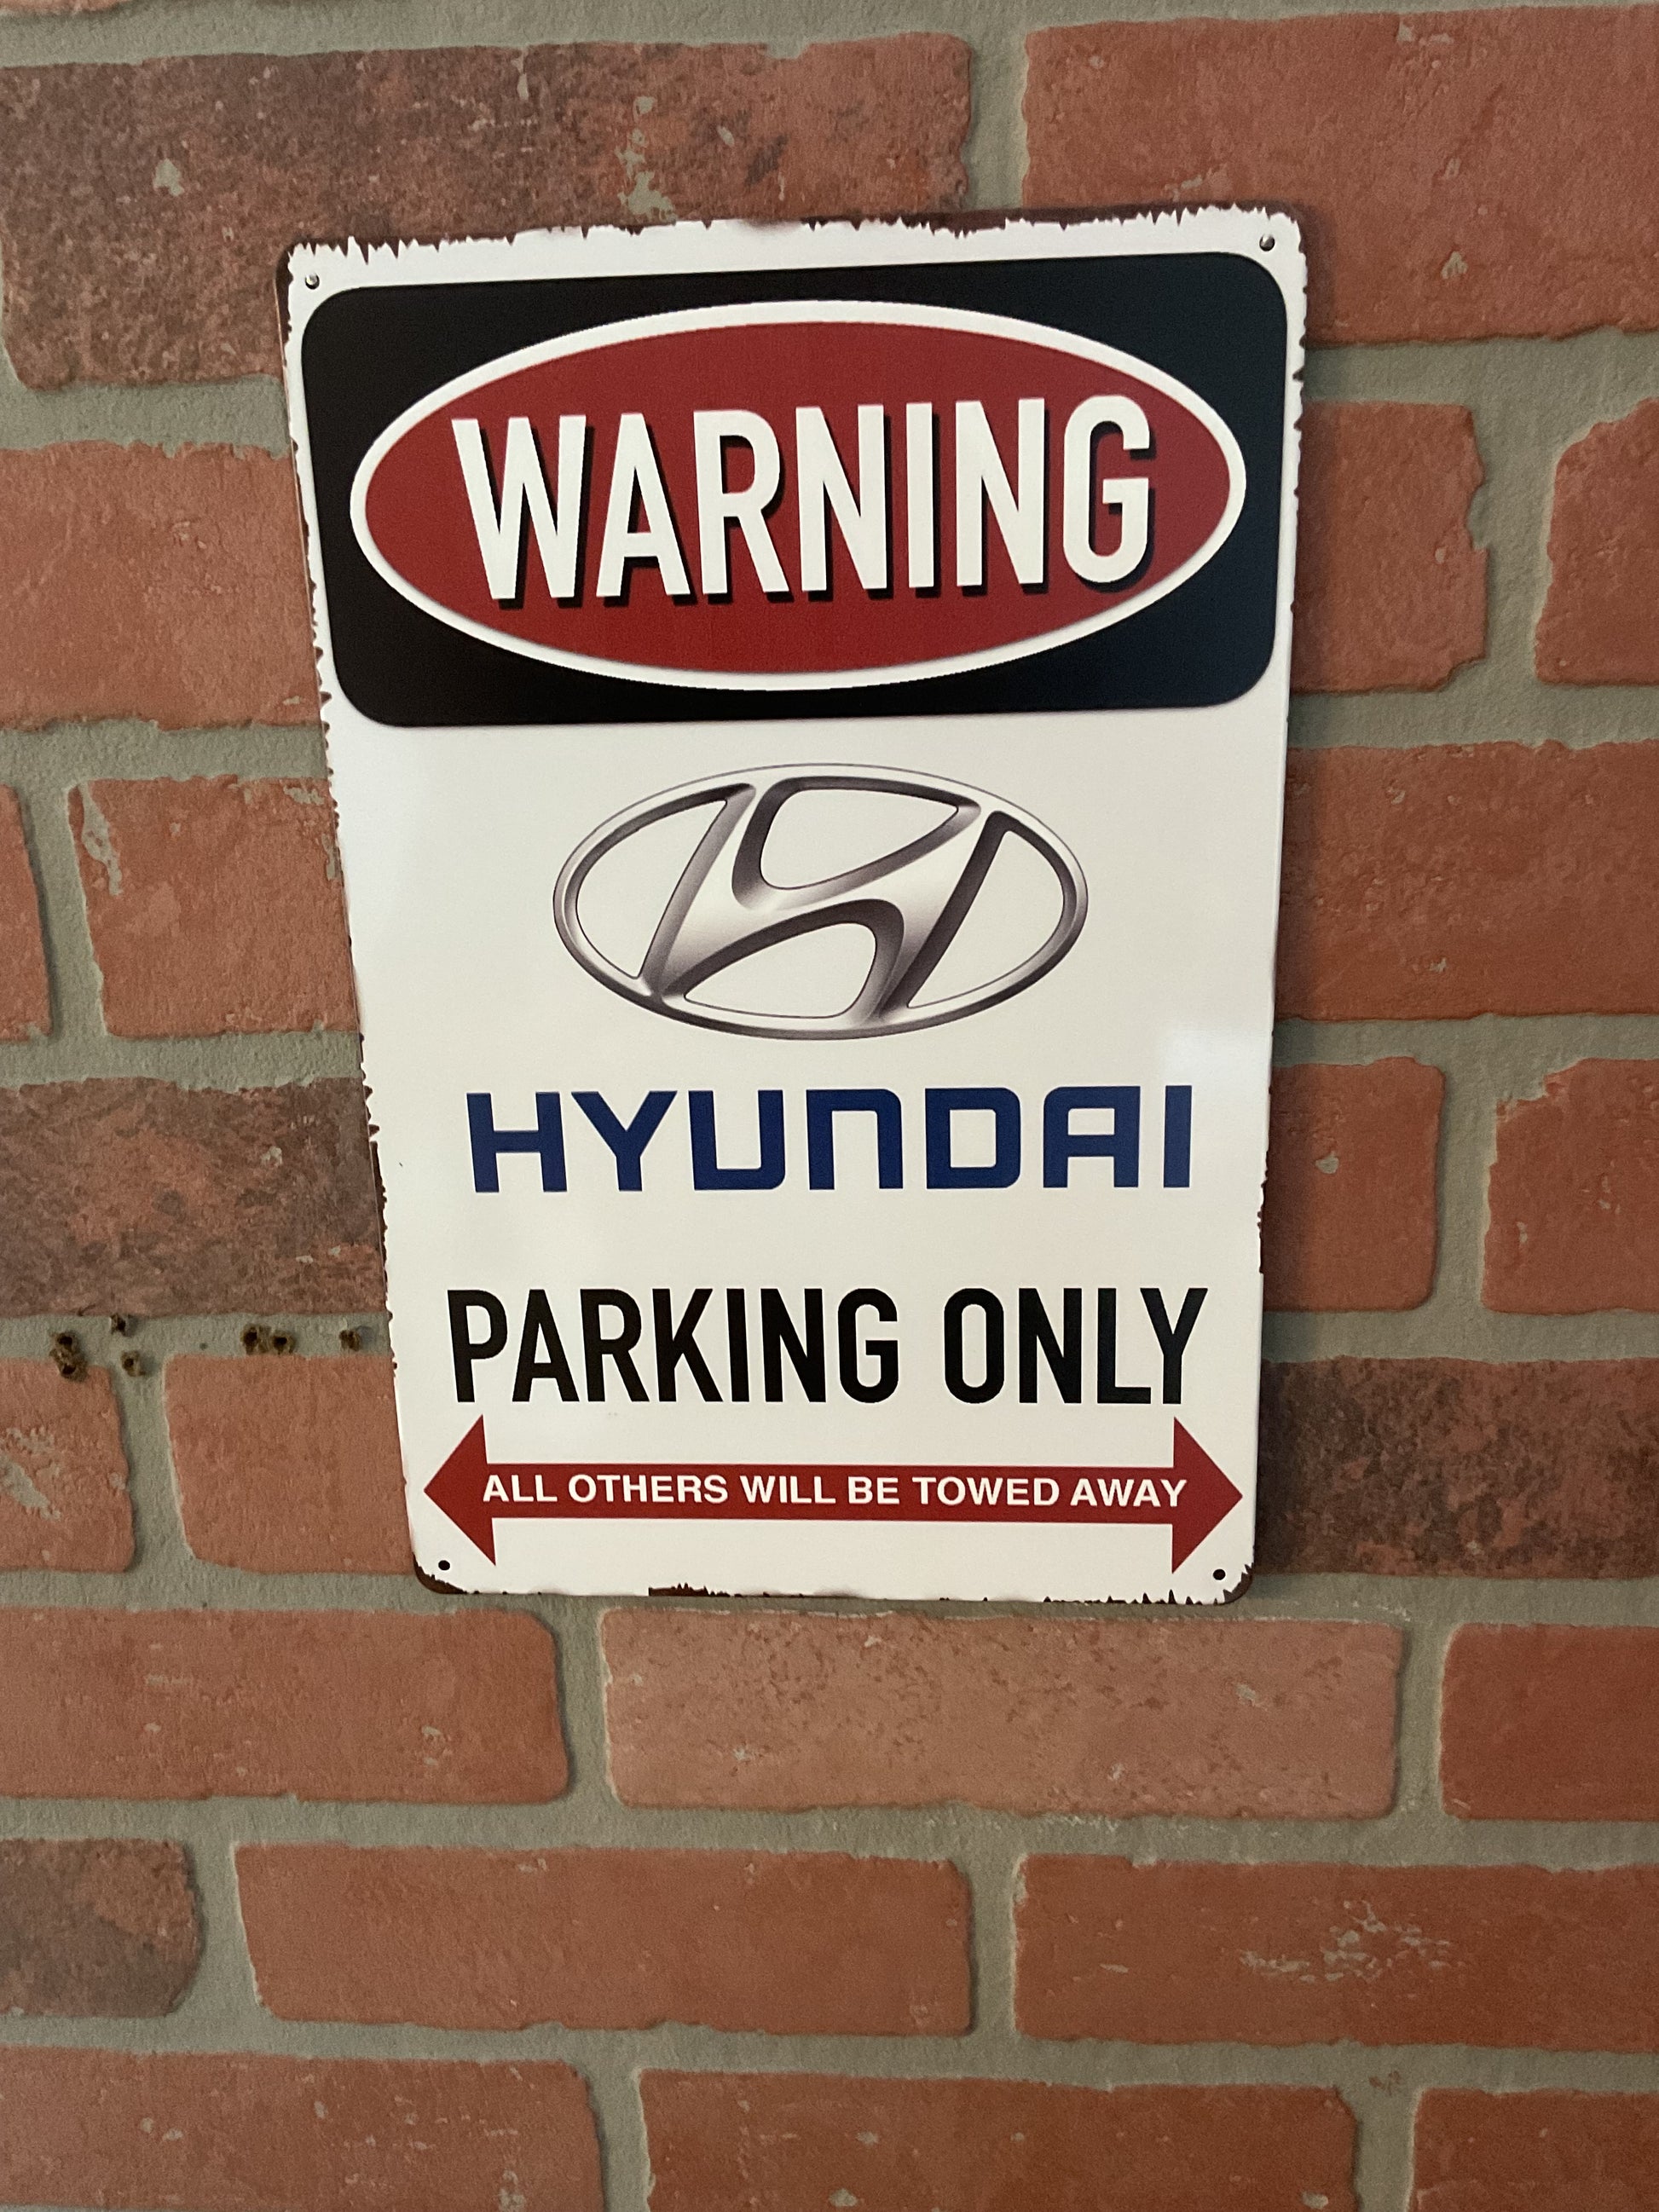 WARNING
HYUNDAI
PARKING ONLY
ALL OTHERS WILL BE TOWED AWAY